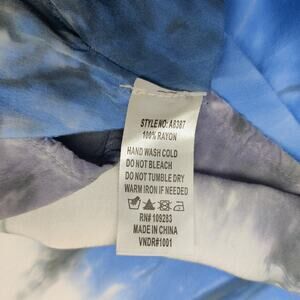 STYLE NO: A6387
100% RAYON
HAND WASH COLD
DO NOT BLEACH
DO NOT TUMBLE DRY
WARM IRON IF NEEDED
RN# 109283
MADE IN CHINA
VNDR#1001